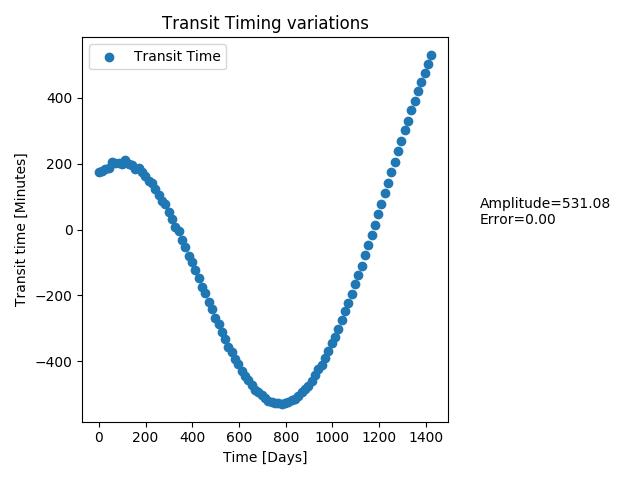 Transit Timing variations
Transit Time
Transit time [Minutes]
400
200
0
−200
−400
0
200
400
600
800
1000
1200
1400
Time [Days]
Amplitude=531.08
Error=0.00